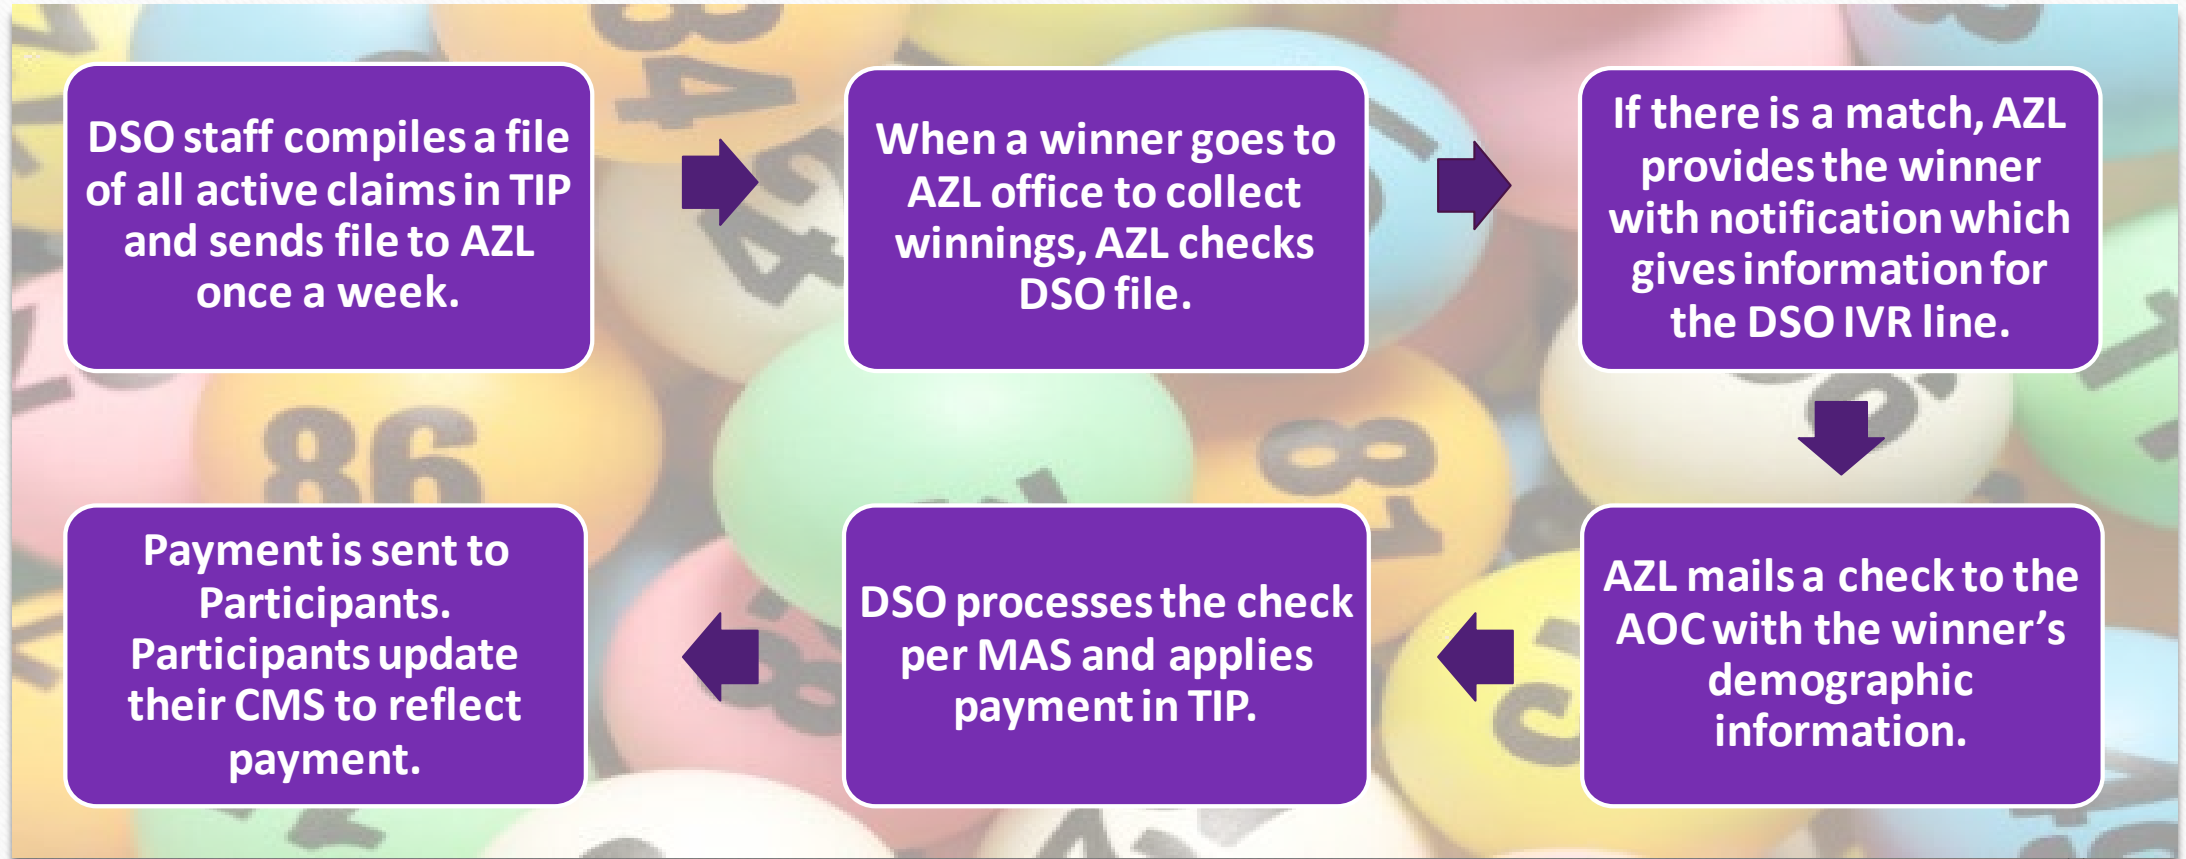 DSO staff compiles a file
of all active claims in TIP
and sends file to AZL
once a week.
When a winner goes to
AZL office to collect
winnings, AZL checks
DSO file.
If there is a match, AZL
provides the winner
with notification which
gives information for
the DSO IVR line.
AZL mails a check to the
AOC with the winner’s
demographic
information.
DSO processes the check
per MAS and applies
payment in TIP.
Payment is sent to
Participants.
Participants update
their CMS to reflect
payment.
84
24
86
81